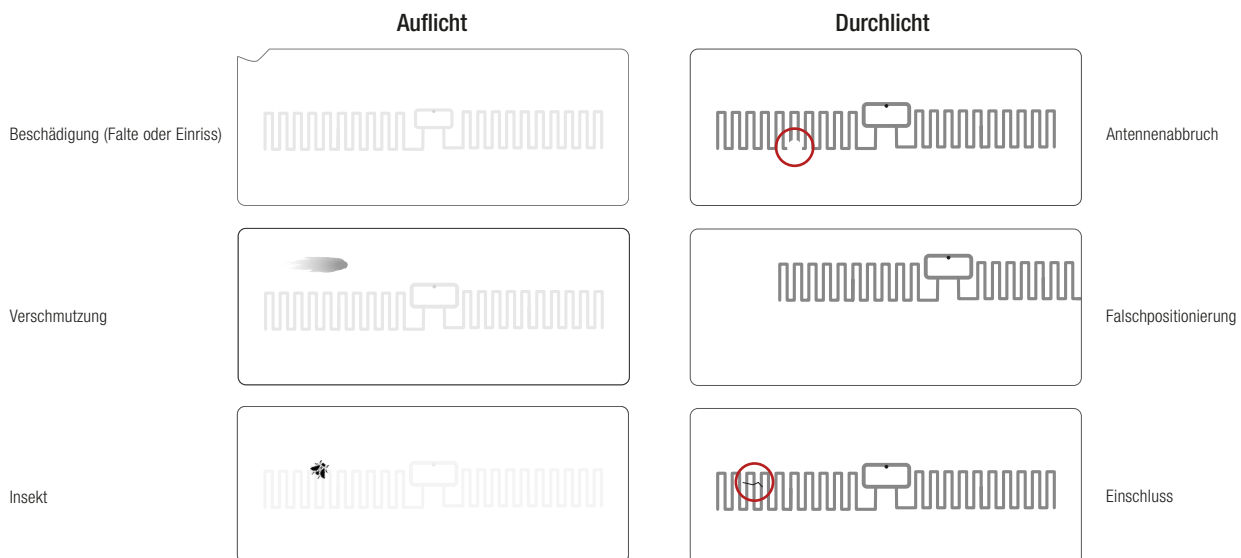 Auflicht
Durchlicht
Beschädigung (Falte oder Einriss)
Antennenabbruch
Verschmutzung
Falschpositionierung
Insekt
Einschluss